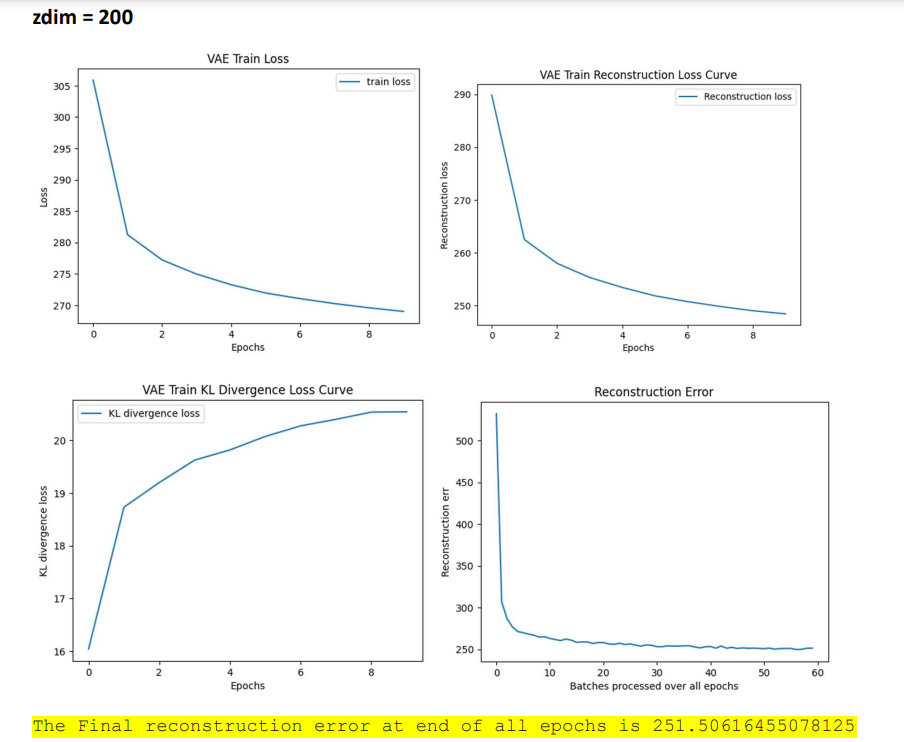 zdim = 200
VAE Train Loss
train loss
305
300
295
290
285
280
275
270
Loss
0 2 4 6 8
Epochs
VAE Train Reconstruction Loss Curve
Reconstruction loss
290
280
270
260
250
Reconstruction loss
0 2 4 6 8
Epochs
VAE Train KL Divergence Loss Curve
KL divergence loss
20
19
18
17
16
KL divergence loss
0 2 4 6 8
Epochs
Reconstruction Error
500
450
400
350
300
250
Reconstruction err
0 10 20 30 40 50 60
Batches processed over all epochs
The Final reconstruction error at end of all epochs is 251.50616455078125